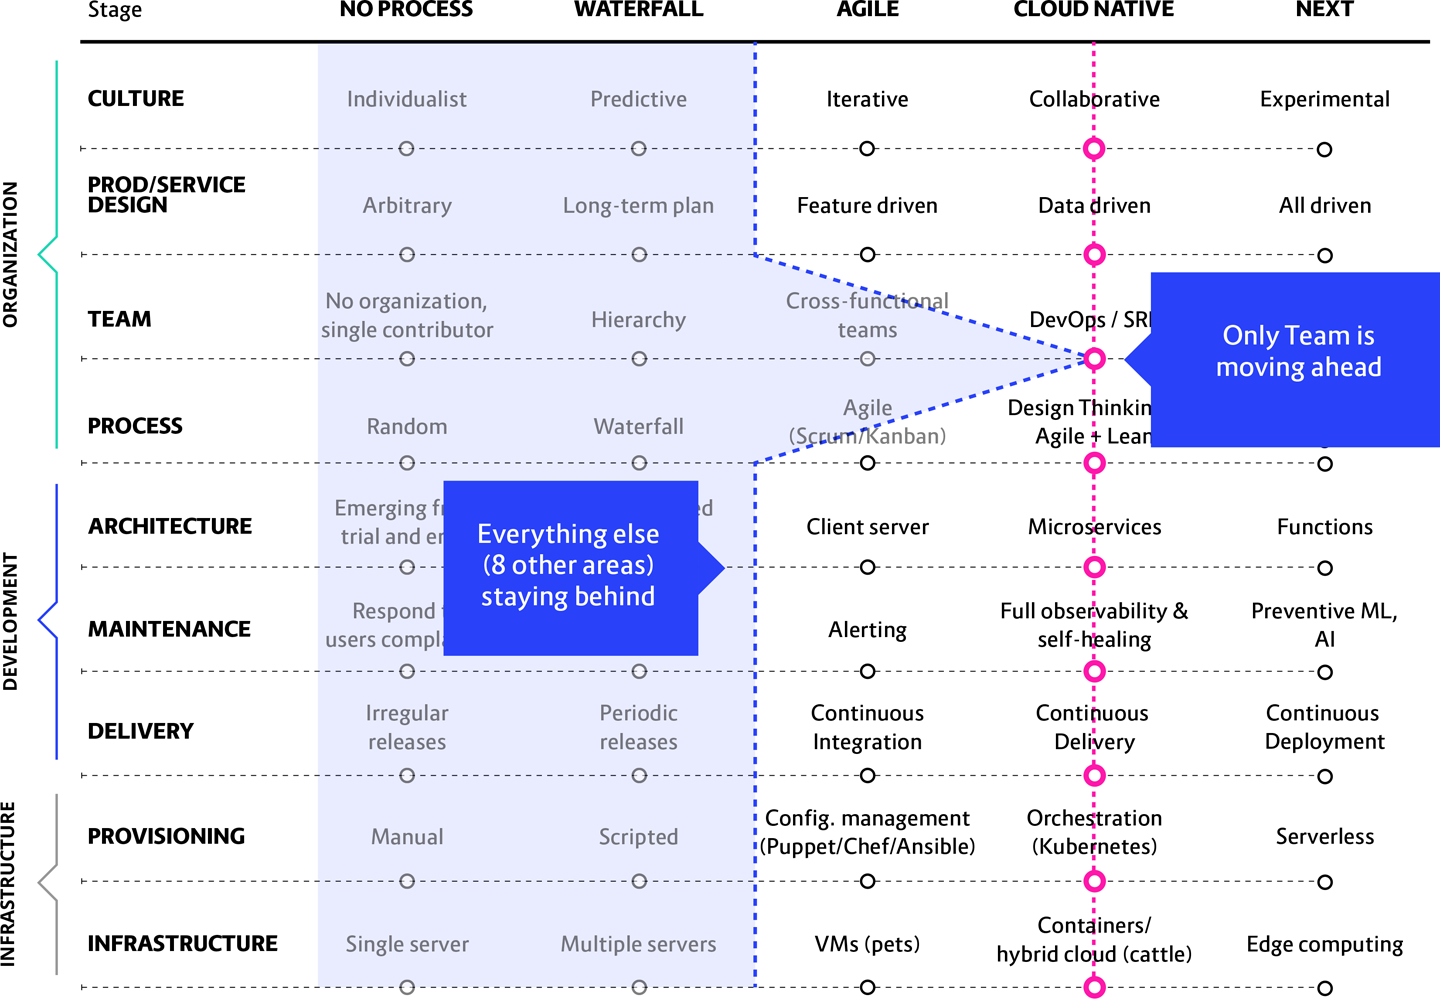 Stage NO PROCESS WATERFALL AGILE CLOUD NATIVE NEXT
ORGANIZATION
CULTURE Individualist Predictive Iterative Collaborative Experimental
PROD/SERVICE
DESIGN Arbitrary Long-term plan Feature driven Data driven All driven
No organization, Cross-functional
TEAM single contributor Hierarchy teams DevOps / SR
Only Team is
moving ahead
Agile Design Thinkin
PROCESS Random Waterfall (Scrum/Kanban) Agile + Lean
DEVELOPMENT
Emerging
ARCHITECTURE trial and Client server Microservices Functions
Everything else
(8 other areas)
staying behind
Respond Full observability & Preventive ML,
MAINTENANCE users Alerting self-healing AI
Irregular Periodic Continuous Continuous Continuous
DELIVERY releases releases Integration Delivery Deployment
INFRASTRUCTURE
Config. management Orchestration
PROVISIONING Manual Scripted (Puppet/Chef/Ansible) (Kubernetes) Serverless
Containers/
INFRASTRUCTURE Single server Multiple servers VMs (pets) hybrid cloud (cattle) Edge computing